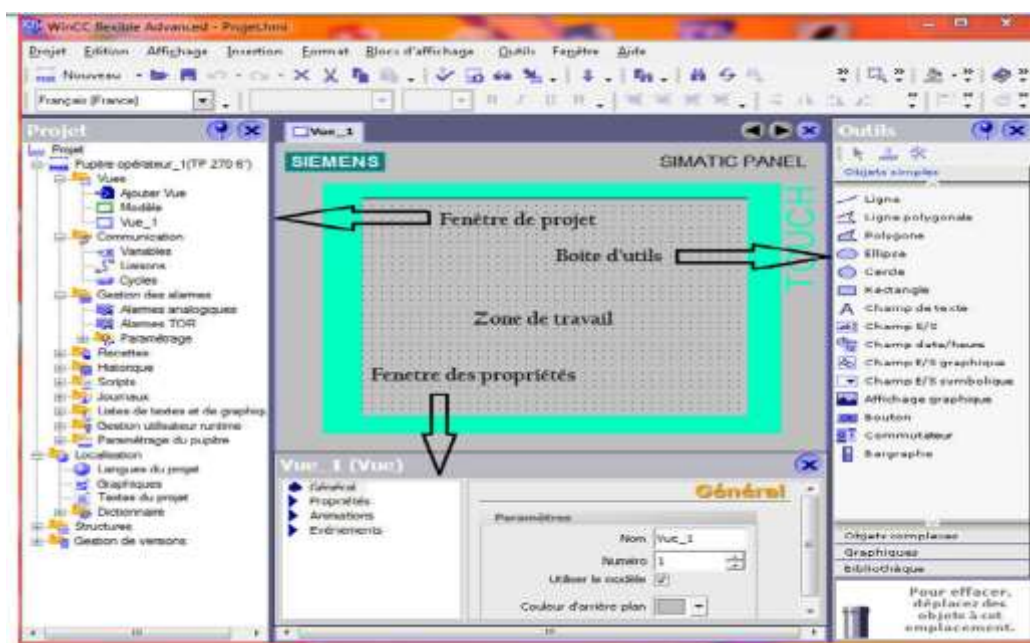 WinCC flexible Advanced - Projet.hmi
Projet Edition Affichage Insertion Format Blocs d'affichage Outils Fenêtre Aide
Nouveau
Français (France)
Projet
Projet
Pupitre opérateur_1(TP 270 6")
Vues
Ajouter Vue
Modèle
Vue_1
Communication
Variables
Liaisons
Cycles
Gestion des alarmes
Alarmes analogiques
Alarmes TOR
Paramétrage
Recettes
Historique
Scripts
Journaux
Listes de textes et de graphiq
Gestion utilisateur runtime
Paramétrage du pupitre
Localisation
Langues du projet
Graphiques
Textes du projet
Dictionnaire
Structures
Gestion de versions
Vue_1
SIEMENS
SIMATIC PANEL
TOUCH
Fenêtre de projet
Boite d'utils
Zone de travail
Fenetre des propriétés
Vue_1 (Vue)
Général
Propriétés
Animations
Evénements
Général
Paramètres
Nom Vue_1
Numéro 1
Utiliser le modèle
Couleur d'arrière plan
Outils
Objets simples
Ligne
Ligne polygonale
Polygone
Ellipse
Cercle
Rectangle
Champ de texte
Champ E/S
Champ date/heure
Champ E/S graphique
Champ E/S symbolique
Affichage graphique
Bouton
Commutateur
Bargraphe
Objets complexes
Graphiques
Bibliothèque
Pour effacer,
déplacez des
objets à cet
emplacement.